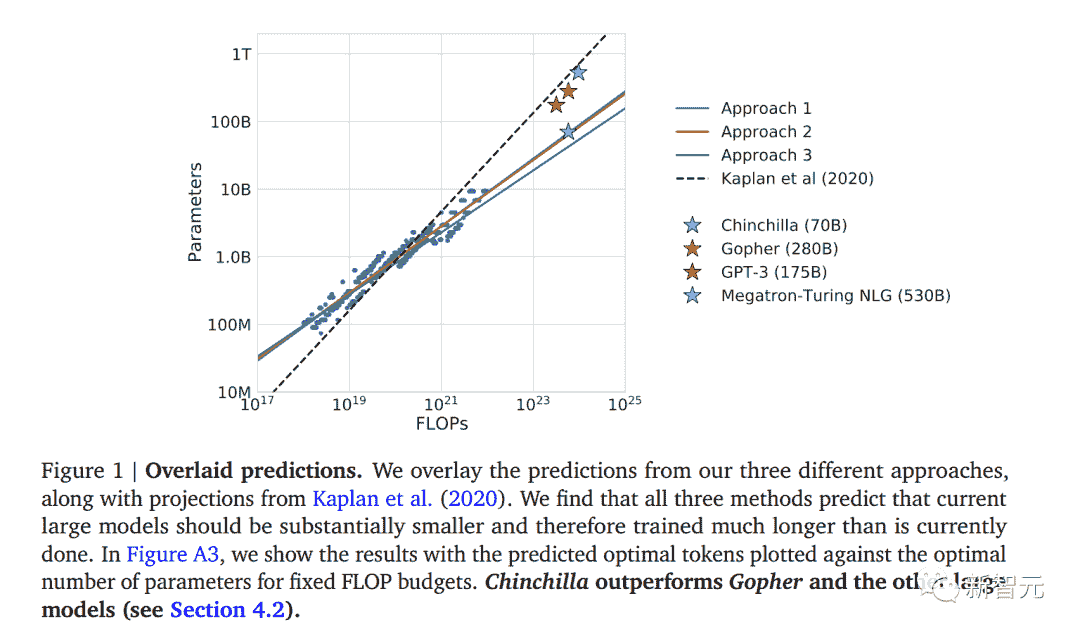 1T
100B
10B
1.0B
100M
10M
Parameters
10^17
10^19
10^21
10^23
10^25
FLOPs
Approach 1
Approach 2
Approach 3
Kaplan et al (2020)
Chinchilla (70B)
Gopher (280B)
GPT-3 (175B)
Megatron-Turing NLG (530B)
Figure 1 | Overlaid predictions. We overlay the predictions from our three different approaches,
along with projections from Kaplan et al. (2020). We find that all three methods predict that current
large models should be substantially smaller and therefore trained much longer than is currently
done. In Figure A3, we show the results with the predicted optimal tokens plotted against the optimal
number of parameters for fixed FLOP budgets. Chinchilla outperforms Gopher and the other large
models (see Section 4.2).
新智元